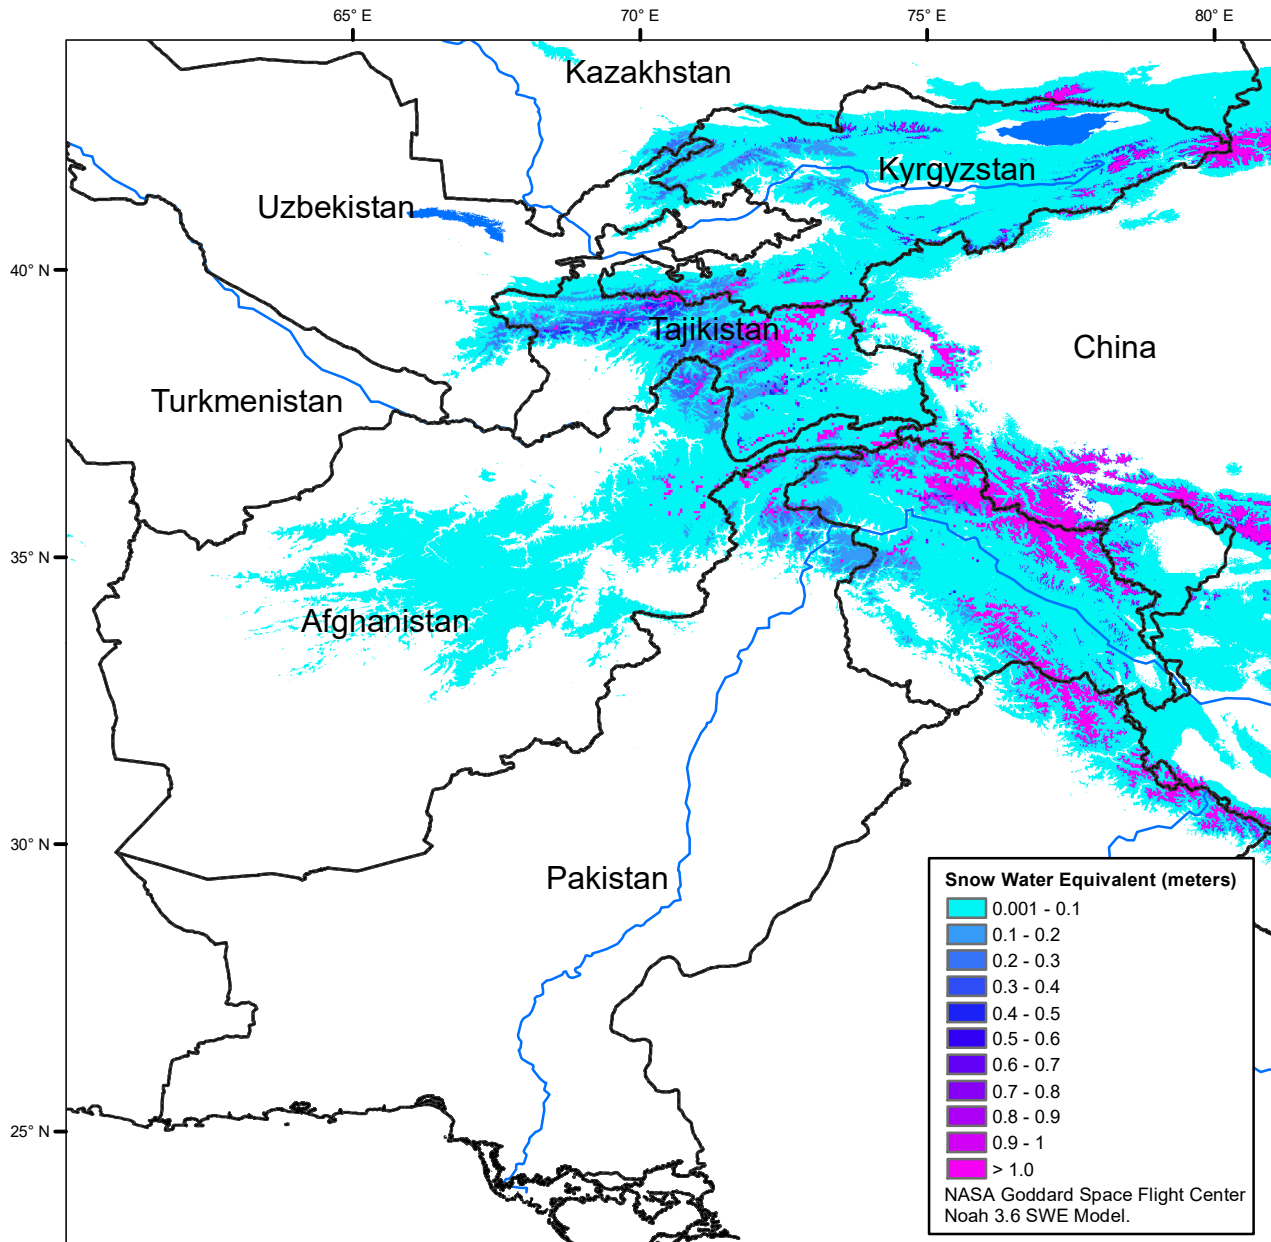 65° E
70° E
75° E
80° E
Kazakhstan
Kyrgyzstan
Uzbekistan
40° N
Tajikistan
China
Turkmenistan
35° N
Afghanistan
30° N
Pakistan
25° N
Snow Water Equivalent (meters)
0.001 - 0.1
0.1 - 0.2
0.2 - 0.3
0.3 - 0.4
0.4 - 0.5
0.5 - 0.6
0.6 - 0.7
0.7 - 0.8
0.8 - 0.9
0.9 - 1
> 1.0
NASA Goddard Space Flight Center
Noah 3.6 SWE Model.